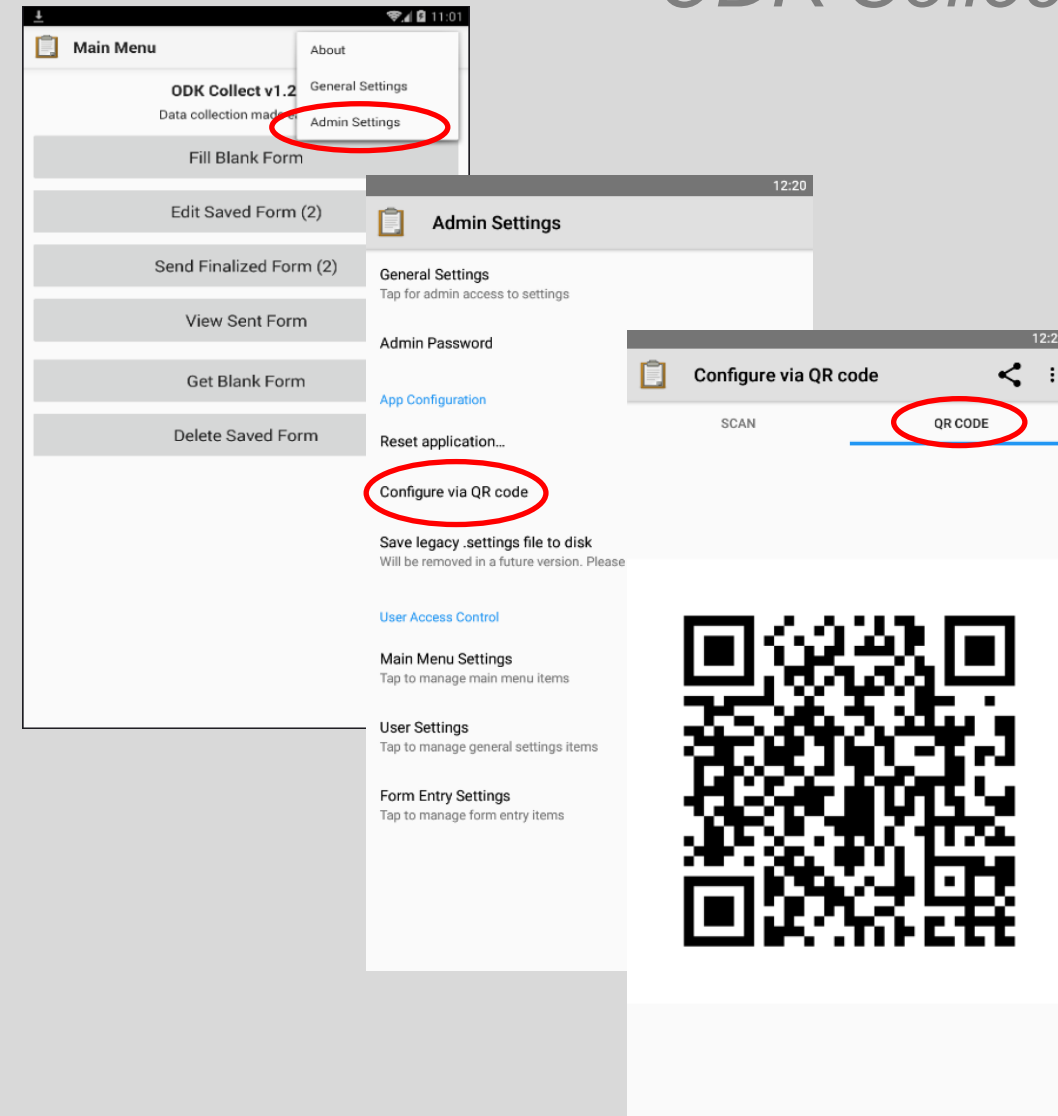 ODK Collec
11:01
Main Menu
About
General Settings
Admin Settings
ODK Collect v1.2
Data collection made
Fill Blank Form
Edit Saved Form (2)
Send Finalized Form (2)
View Sent Form
Get Blank Form
Delete Saved Form
12:20
Admin Settings
General Settings
Tap for admin access to settings
Admin Password
App Configuration
Reset application...
Configure via QR code
Save legacy .settings file to disk
Will be removed in a future version. Please
User Access Control
Main Menu Settings
Tap to manage main menu items
User Settings
Tap to manage general settings items
Form Entry Settings
Tap to manage form entry items
12:2
Configure via QR code
SCAN
QR CODE